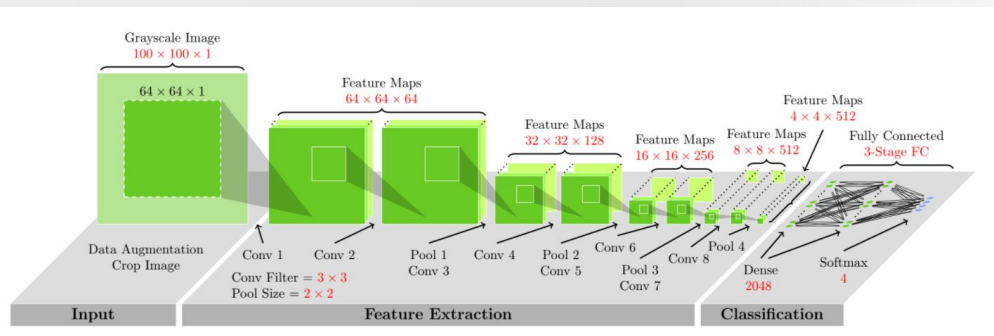 Grayscale Image
100 × 100 × 1
64 × 64 × 1
Feature Maps
64 × 64 × 64
Feature Maps
32 × 32 × 128
Feature Maps
16 × 16 × 256
Feature Maps
8 × 8 × 512
Feature Maps
4 × 4 × 512
Fully Connected
3-Stage FC
Data Augmentation
Crop Image
Conv 1
Conv 2
Conv Filter = 3 × 3
Pool Size = 2 × 2
Pool 1
Conv 3
Conv 4
Pool 2
Conv 5
Conv 6
Pool 3
Conv 7
Conv 8
Pool 4
Dense
2048
Softmax
4
Input
Feature Extraction
Classification